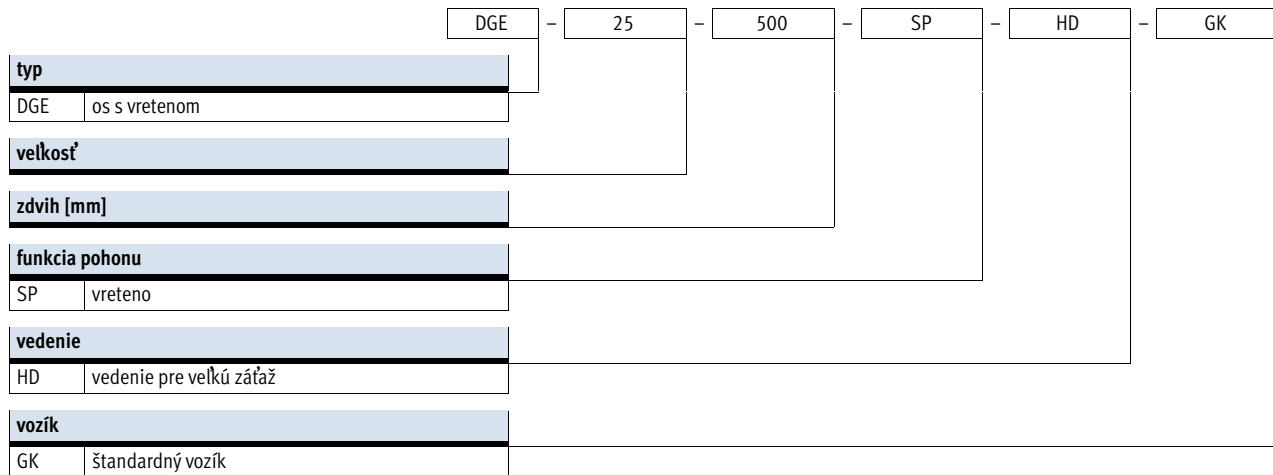 DGE – 25 – 500 – SP – HD – GK
typ
DGE os s vretenom
veľkosť
zdvih [mm]
funkcia pohonu
SP vreteno
vedenie
HD vedenie pre veľkú záťaž
vozík
GK štandardný vozík